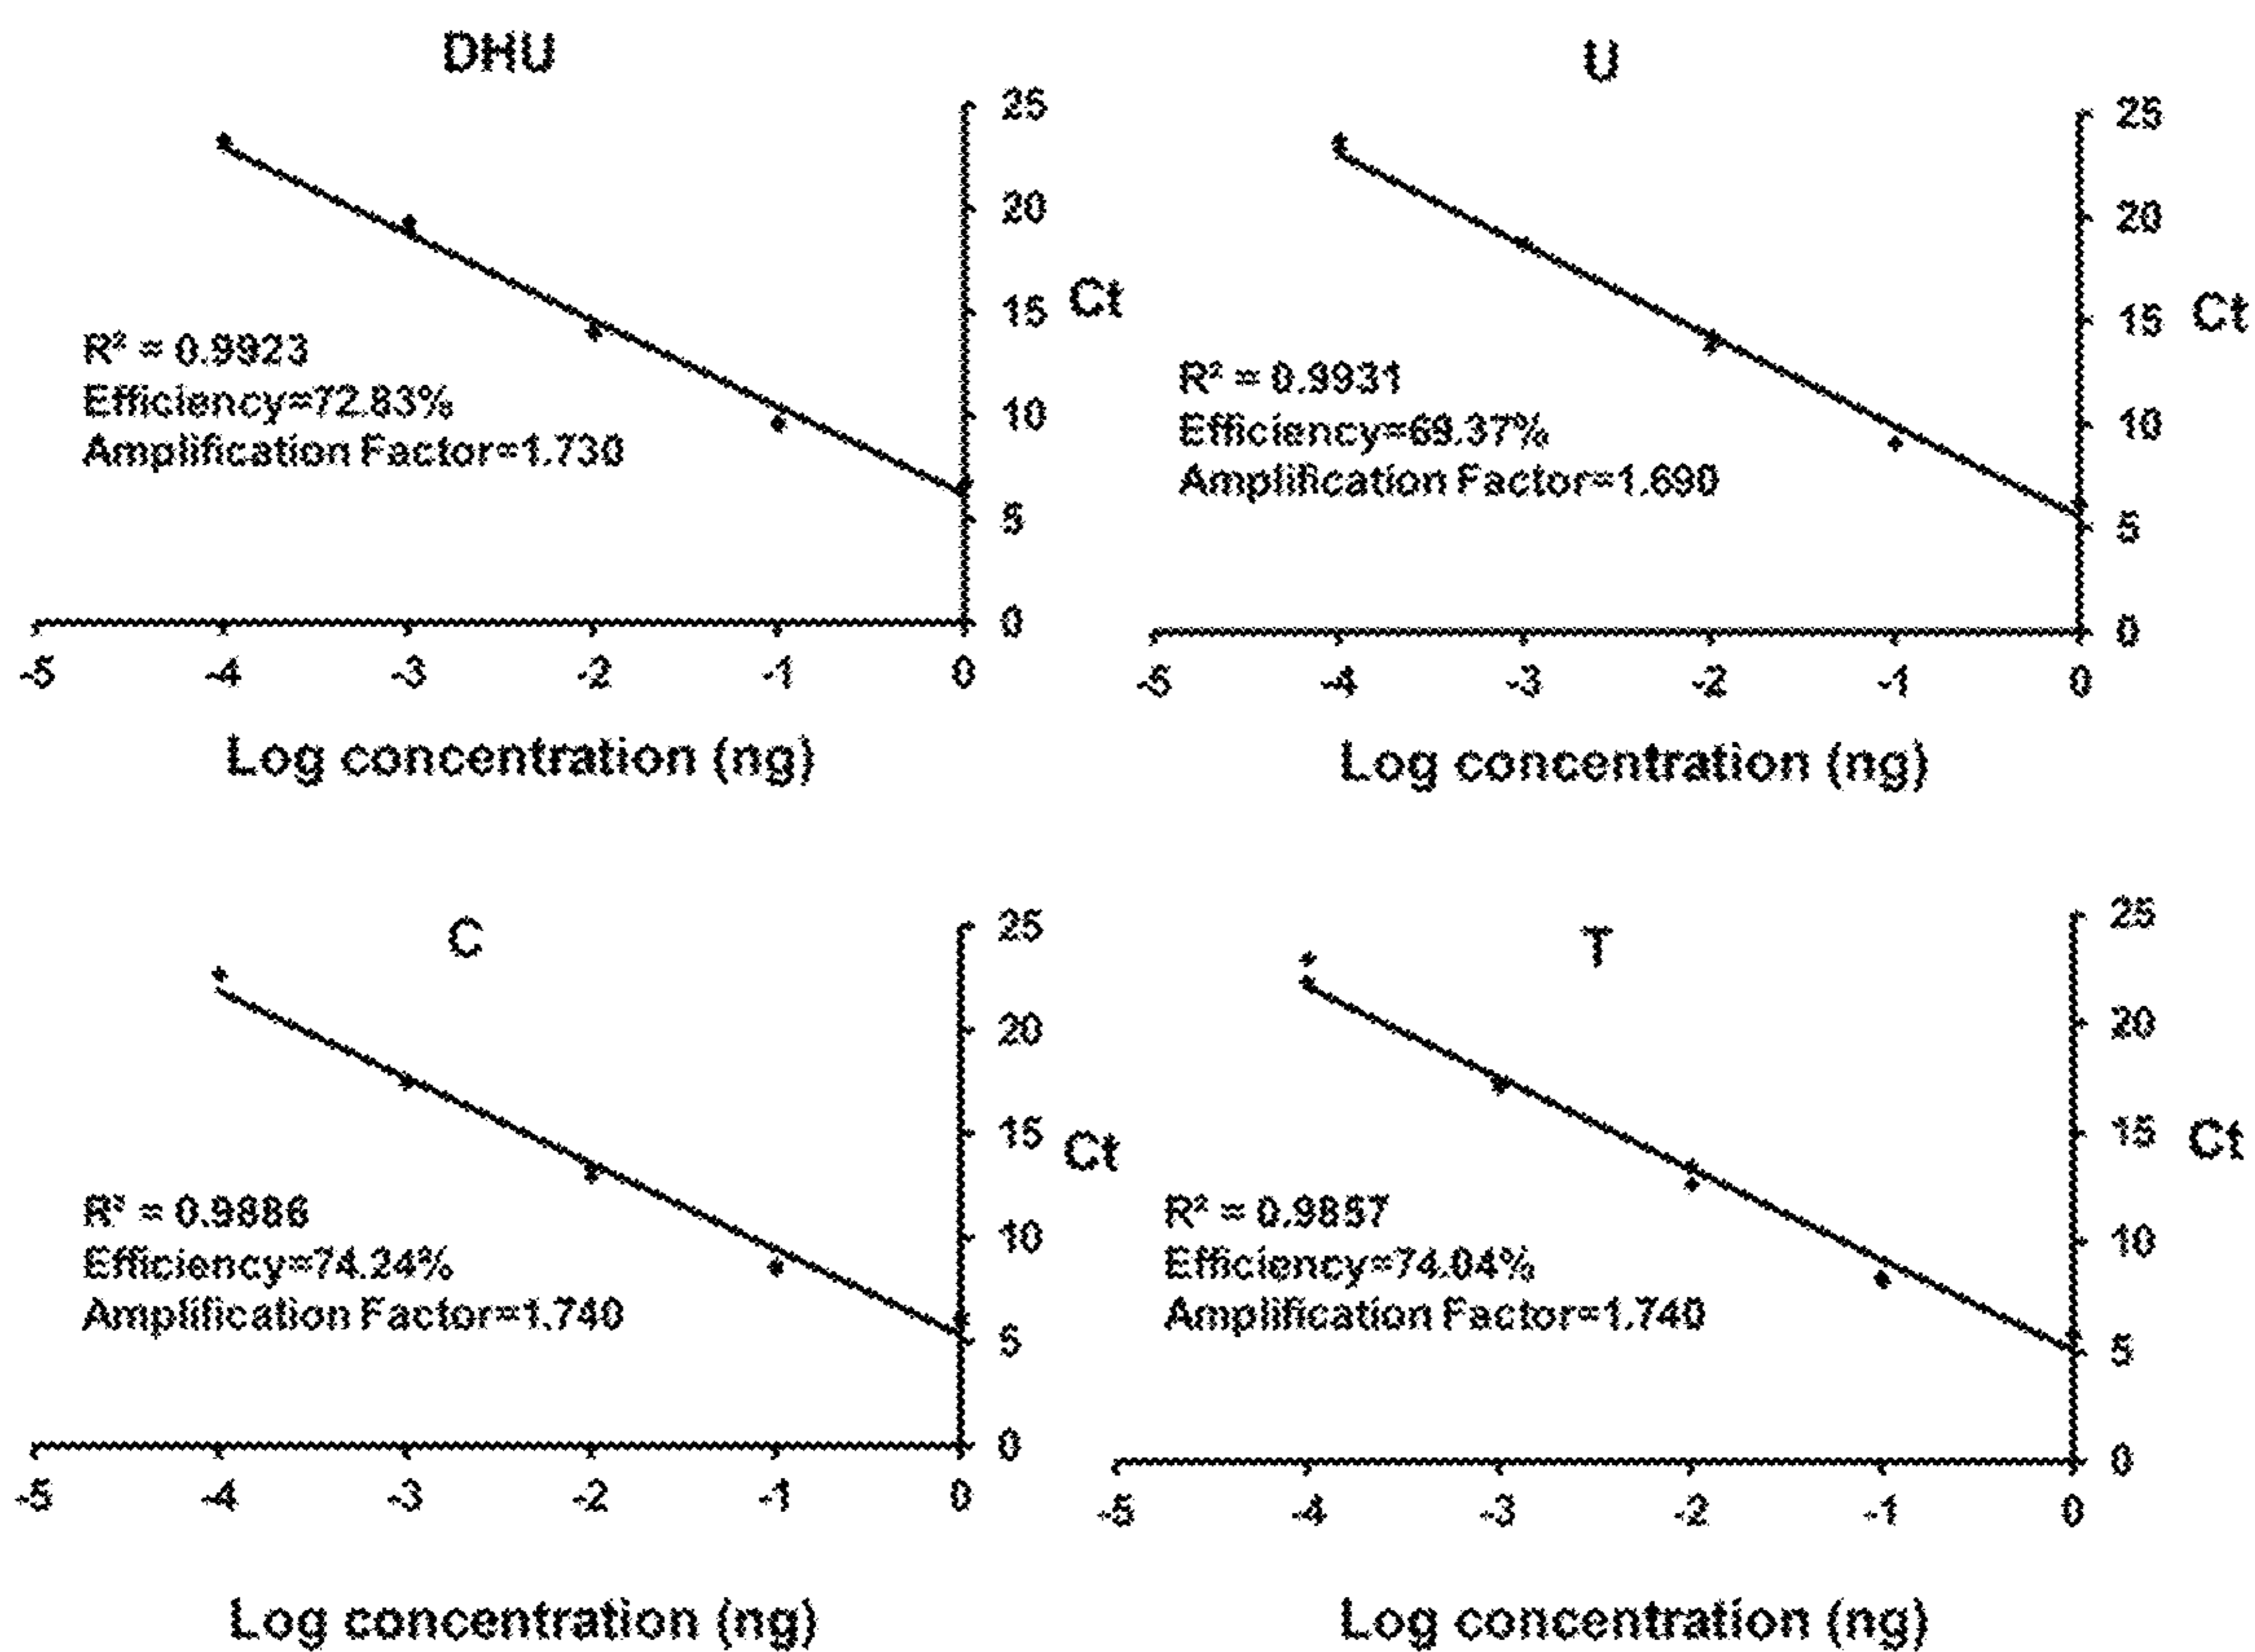 DHU
25
20
15
Ct
10
5
0
R² = 0.9923
Efficiency=72.83%
Amplification Factor=1.730
-5 -4 -3 -2 -1 0
Log concentration (ng)
U
25
20
15
Ct
10
5
0
R² = 0.9931
Efficiency=69.37%
Amplification Factor=1.690
-5 -4 -3 -2 -1 0
Log concentration (ng)
C
25
20
15
Ct
10
5
0
R² = 0.9886
Efficiency=74.24%
Amplification Factor=1.740
-5 -4 -3 -2 -1 0
Log concentration (ng)
T
25
20
15
Ct
10
5
0
R² = 0.9857
Efficiency=74.04%
Amplification Factor=1.740
-5 -4 -3 -2 -1 0
Log concentration (ng)